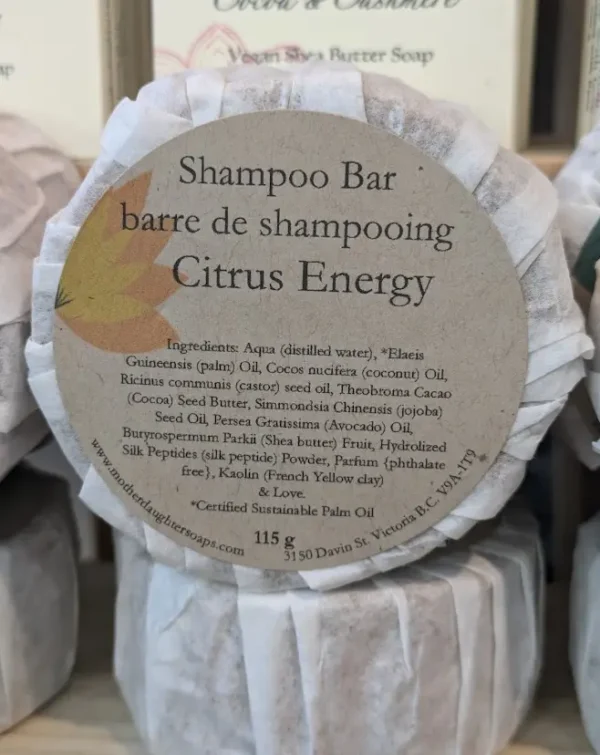 Cocoa & Cashmere
Vegan Shea Butter Soap
Shampoo Bar
barre de shampooing
Citrus Energy
Ingredients: Aqua (distilled water), *Elaeis
Guineensis (palm) Oil, Cocos nucifera (coconut) Oil,
Ricinus communis (castor) seed oil, Theobroma Cacao
(Cocoa) Seed Butter, Simmondsia Chinensis (jojoba)
Seed Oil, Persea Gratissima (Avocado) Oil,
Buryrospermum Parkii (Shea butter) Fruit, Hydrolized
Silk Peptides (silk peptide) Powder, Parfum {phthalate
free}, Kaolin (French Yellow clay)
& Love.
*Certified Sustainable Palm Oil
115 g
www.motherdaughtersoaps.com
3150 Davin St. Victoria B.C. V9A-1T9